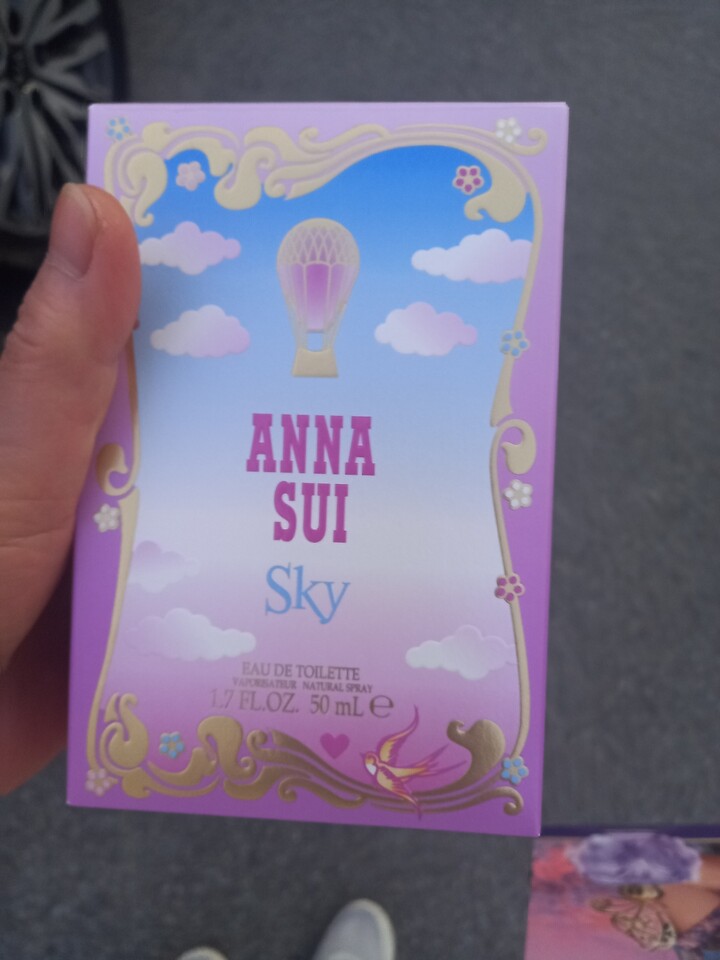 ANNA
SUI
Sky
EAU DE TOILETTE
VAPORISATEUR NATURAL SPRAY
1.7 FL.OZ. 50 mL ℮